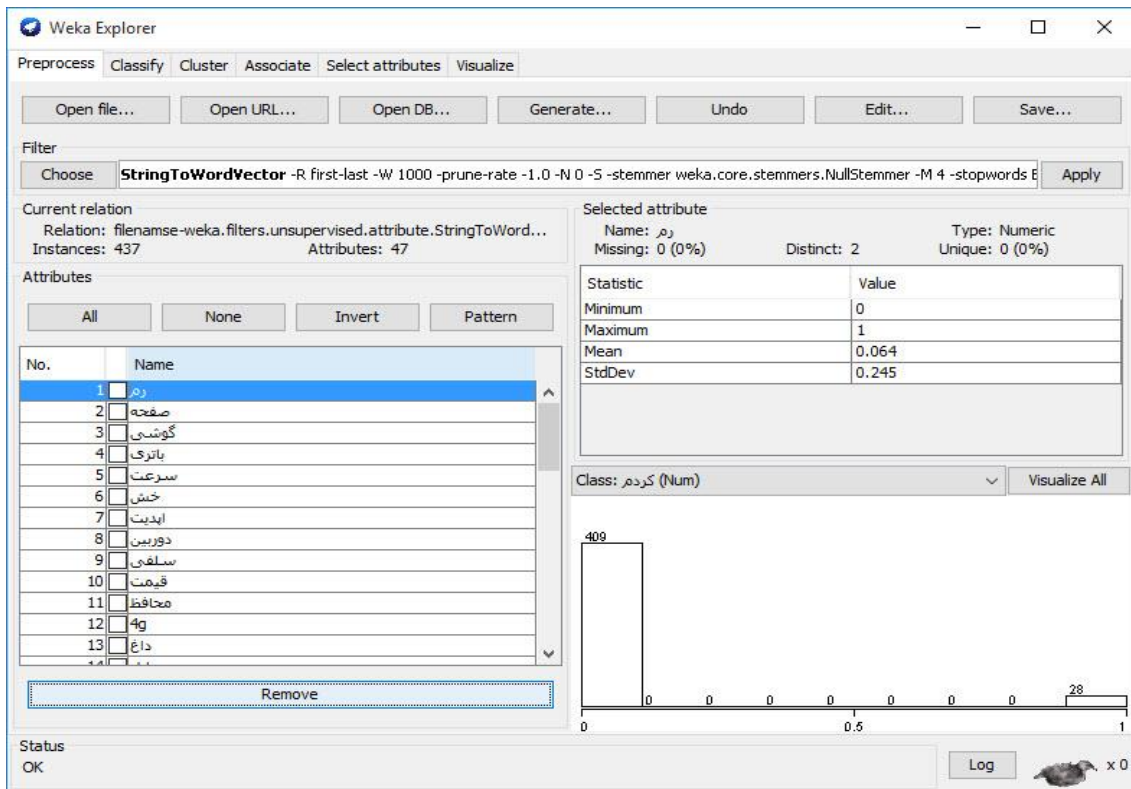 Weka Explorer
Preprocess Classify Cluster Associate Select attributes Visualize
Open file... Open URL... Open DB... Generate... Undo Edit... Save...
Filter
Choose StringToWordVector -R first-last -W 1000 -prune-rate -1.0 -N 0 -S -stemmer weka.core.stemmers.NullStemmer -M 4 -stopwords Apply
Current relation
Relation: filenamse-weka.filters.unsupervised.attribute.StringToWord...
Instances: 437 Attributes: 47
Attributes
All None Invert Pattern
No. Name
1 رم
2 صفحه
3 گوشی
4 باتری
5 سرعت
6 خش
7 اپدیت
8 دوربین
9 سلفی
10 قیمت
11 محافظ
12 4g
13 داغ
Remove
Selected attribute
Name: رم Type: Numeric
Missing: 0 (0%) Distinct: 2 Unique: 0 (0%)
Statistic Value
Minimum 0
Maximum 1
Mean 0.064
StdDev 0.245
Class: کردم (Num) Visualize All
409
0 0 0 0 0 0 0 28
0 0.5 1
Status
OK
Log x 0